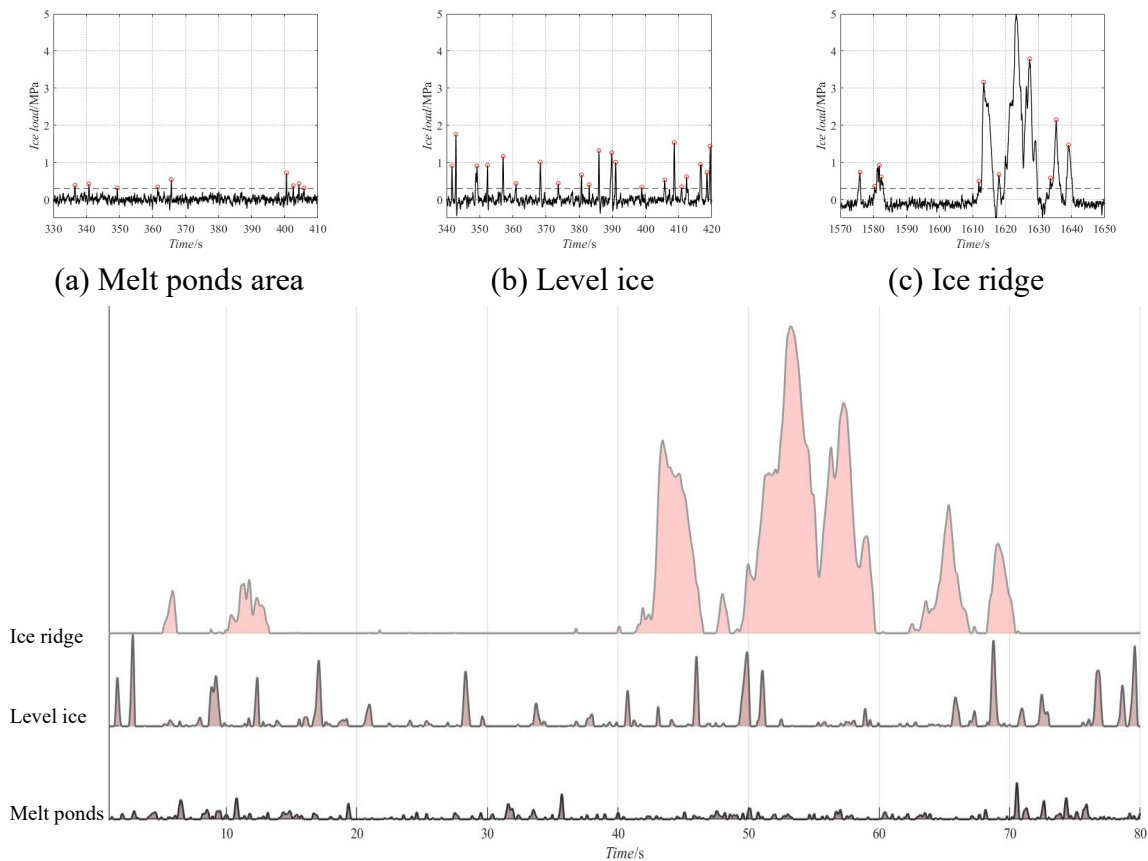 5
4
3
2
1
0
Ice load/MPa
330 340 350 360 370 380 390 400 410
Time/s
5
4
3
2
1
0
Ice load/MPa
340 350 360 370 380 390 400 410 420
Time/s
5
4
3
2
1
0
Ice load/MPa
1570 1580 1590 1600 1610 1620 1630 1640 1650
Time/s
(a) Melt ponds area
(b) Level ice
(c) Ice ridge
Ice ridge
Level ice
Melt ponds
10 20 30 40 50 60 70 80
Time/s